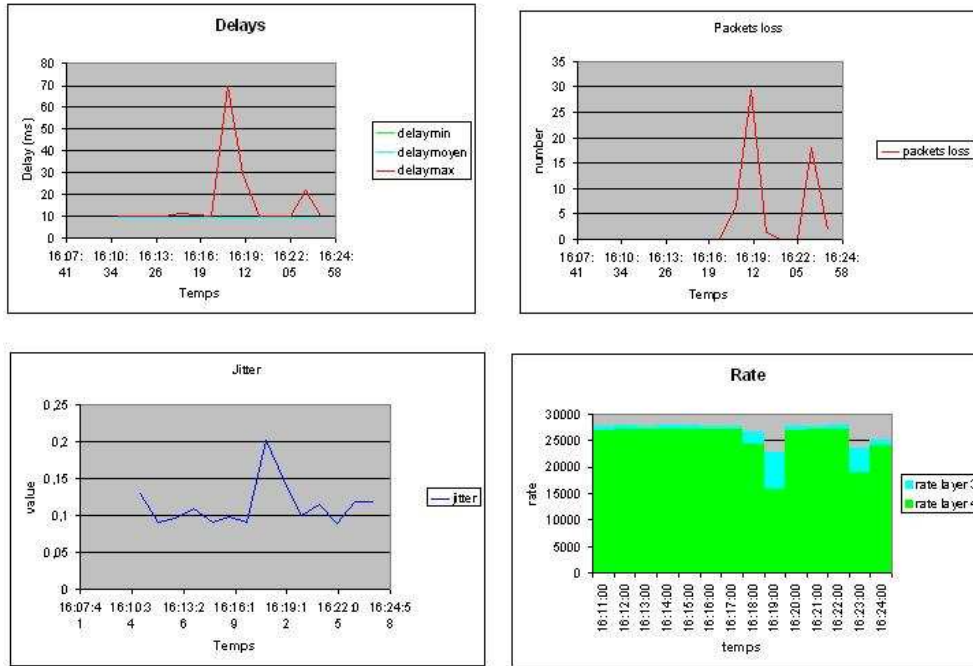 Delays
80
70
60
50
40
30
20
10
0
Delay (ms)
16:07: 16:10: 16:13: 16:16: 16:19: 16:22: 16:24:
41 34 26 19 12 05 58
Temps
delaymin
delaymoyen
delaymax
Packets loss
35
30
25
20
15
10
5
0
number
16:07: 16:10: 16:13: 16:16: 16:19: 16:22: 16:24:
41 34 26 19 12 05 58
Temps
packets loss
Jitter
0,25
0,2
0,15
0,1
0,05
0
value
16:07:4 16:10:3 16:13:2 16:16:1 16:19:1 16:22:0 16:24:5
1 4 6 9 2 5 8
Temps
jitter
Rate
30000
25000
20000
15000
10000
5000
0
rate
16:11:00
16:12:00
16:13:00
16:14:00
16:15:00
16:16:00
16:17:00
16:18:00
16:19:00
16:20:00
16:21:00
16:22:00
16:23:00
16:24:00
temps
rate layer 3
rate layer 4